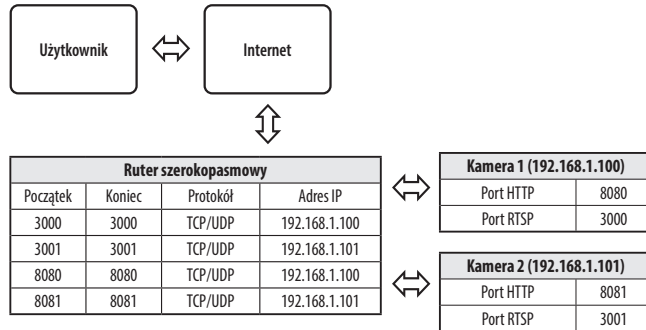 Użytkownik
Internet
Ruter szerokopasmowy
Początek Koniec Protokół Adres IP
3000 3000 TCP/UDP 192.168.1.100
3001 3001 TCP/UDP 192.168.1.101
8080 8080 TCP/UDP 192.168.1.100
8081 8081 TCP/UDP 192.168.1.101
Kamera 1 (192.168.1.100)
Port HTTP 8080
Port RTSP 3000
Kamera 2 (192.168.1.101)
Port HTTP 8081
Port RTSP 3001